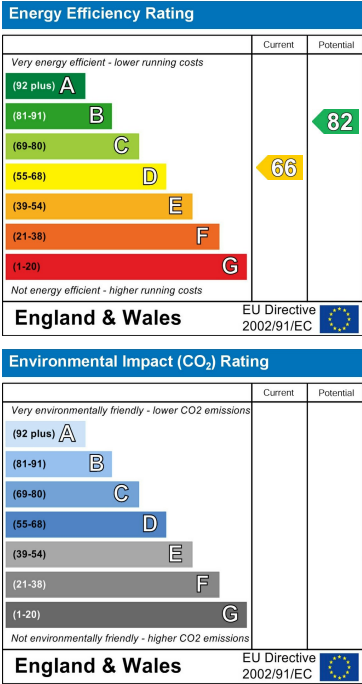 Energy Efficiency Rating
Current Potential
Very energy efficient - lower running costs
(92 plus) A
(81-91) B
82
(69-80) C
(55-68) D
66
(39-54) E
(21-38) F
(1-20) G
Not energy efficient - higher running costs
England & Wales
EU Directive
2002/91/EC
Environmental Impact (CO₂) Rating
Current Potential
Very environmentally friendly - lower CO2 emissions
(92 plus) A
(81-91) B
(69-80) C
(55-68) D
(39-54) E
(21-38) F
(1-20) G
Not environmentally friendly - higher CO2 emissions
England & Wales
EU Directive
2002/91/EC